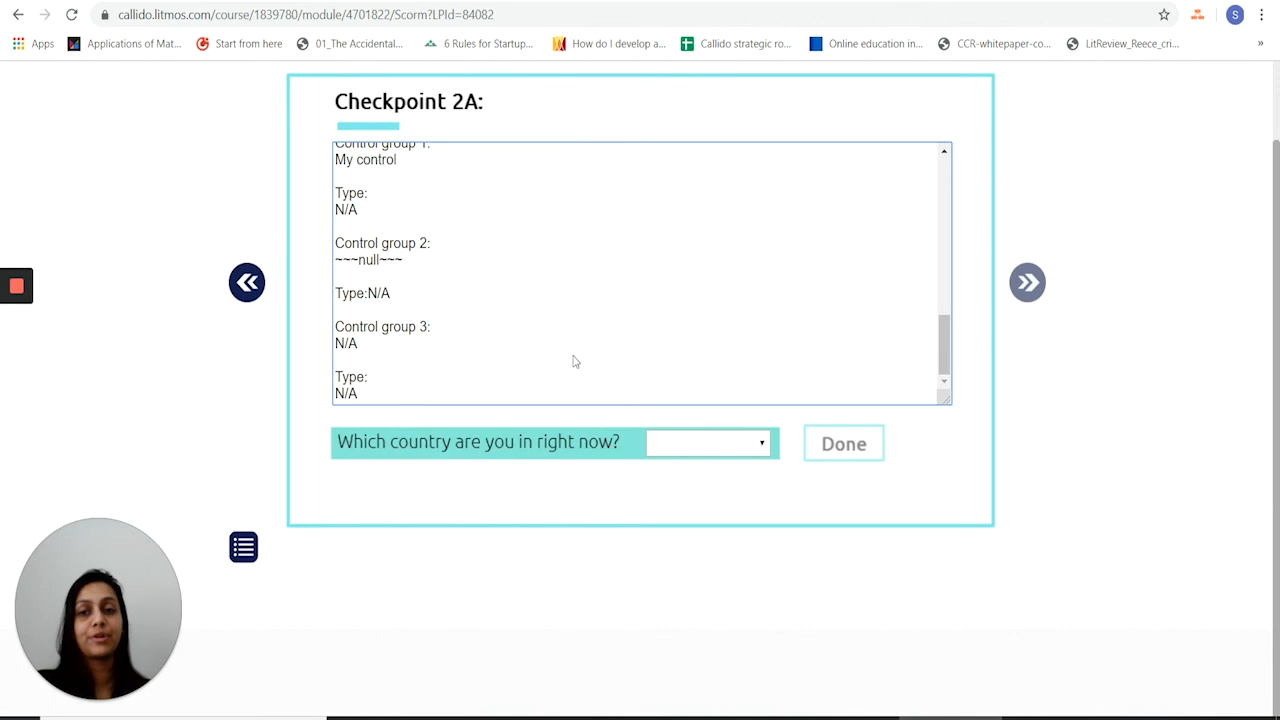 callido.litmos.com/course/1839780/module/4701822/Scorm?LPId=84082
S
Apps Applications of Mat... Start from here 01_The Accidental... 6 Rules for Startup... How do I develop a... Callido strategic ro... Online education in... CCR-whitepaper-co... LitReview_Reece_cri... »
Checkpoint 2A:
Control group 1:
My control
Type:
N/A
Control group 2:
~~~null~~~
Type:N/A
Control group 3:
N/A
Type:
N/A
Which country are you in right now?
Done